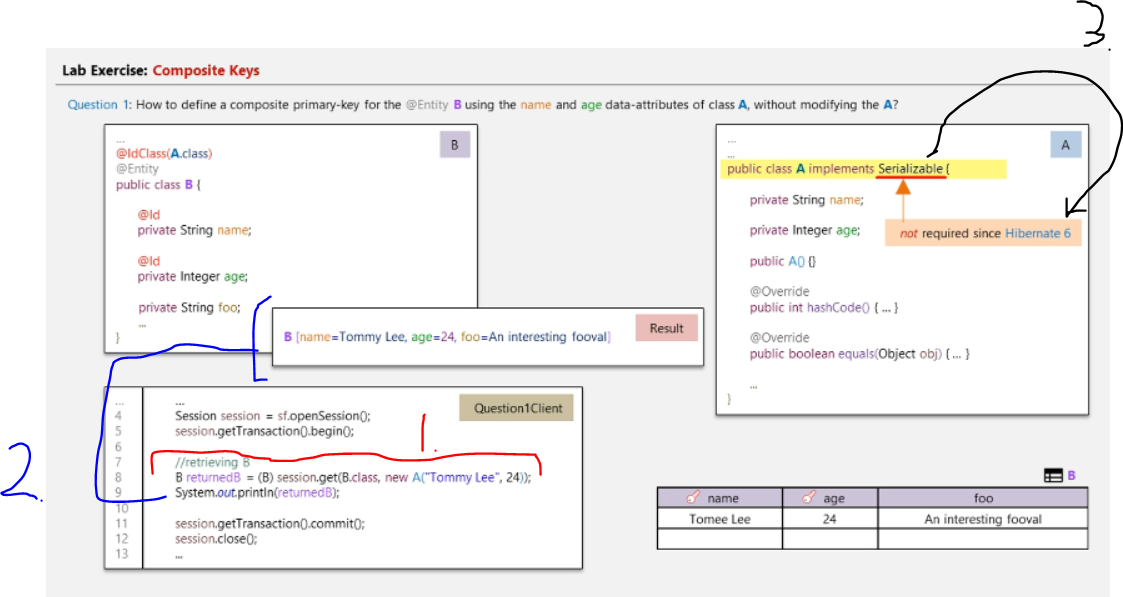 3.
Lab Exercise: Composite Keys
Question 1: How to define a composite primary-key for the @Entity B using the name and age data-attributes of class A, without modifying the A?
B
...
@IdClass(A.class)
@Entity
public class B {
@Id
private String name;
@Id
private Integer age;
private String foo;
...
}
A
...
...
public class A implements Serializable {
private String name;
private Integer age;
not required since Hibernate 6
public A() {}
@Override
public int hashCode() { ... }
@Override
public boolean equals(Object obj) { ... }
...
}
Result
B [name=Tommy Lee, age=24, foo=An interesting fooval]
Question1Client
1.
2.
... ...
4 Session session = sf.openSession();
5 session.getTransaction().begin();
6
7 //retrieving B
8 B returnedB = (B) session.get(B.class, new A("Tommy Lee", 24));
9 System.out.println(returnedB);
10
11 session.getTransaction().commit();
12 session.close();
13 ...
B
name age foo
Tomee Lee 24 An interesting fooval